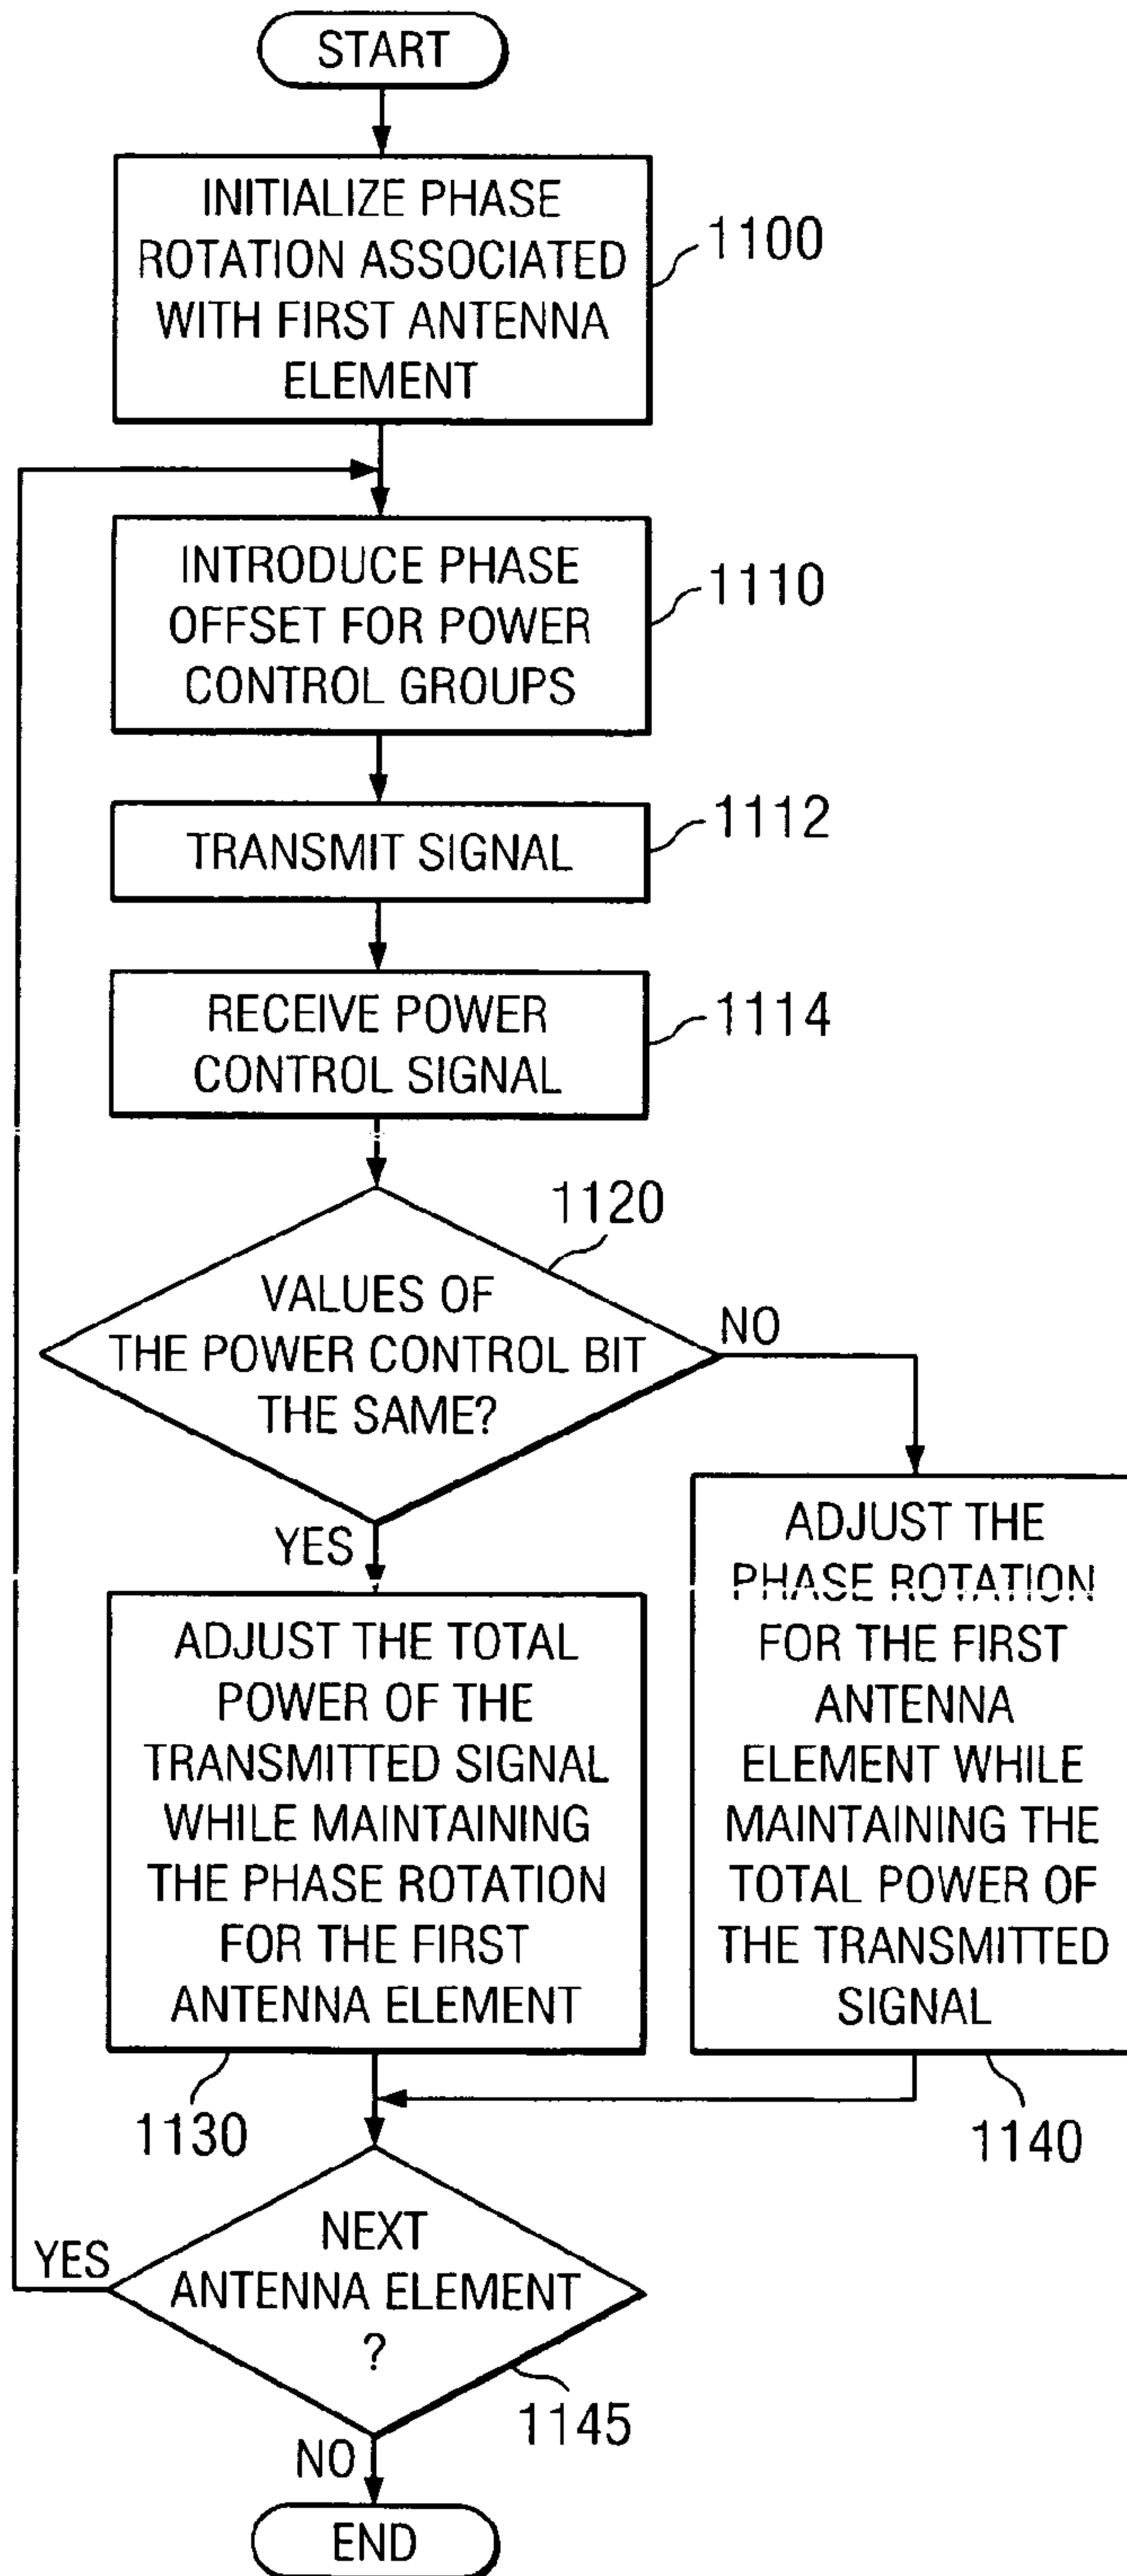 START
INITIALIZE PHASE
ROTATION ASSOCIATED
WITH FIRST ANTENNA
ELEMENT
1100
INTRODUCE PHASE
OFFSET FOR POWER
CONTROL GROUPS
1110
TRANSMIT SIGNAL
1112
RECEIVE POWER
CONTROL SIGNAL
1114
1120
VALUES OF
THE POWER CONTROL BIT
THE SAME?
NO
YES
ADJUST THE TOTAL
POWER OF THE
TRANSMITTED SIGNAL
WHILE MAINTAINING
THE PHASE ROTATION
FOR THE FIRST
ANTENNA ELEMENT
1130
ADJUST THE
PHASE ROTATION
FOR THE FIRST
ANTENNA
ELEMENT WHILE
MAINTAINING THE
TOTAL POWER OF
THE TRANSMITTED
SIGNAL
1140
NEXT
ANTENNA ELEMENT
?
YES
1145
NO
END